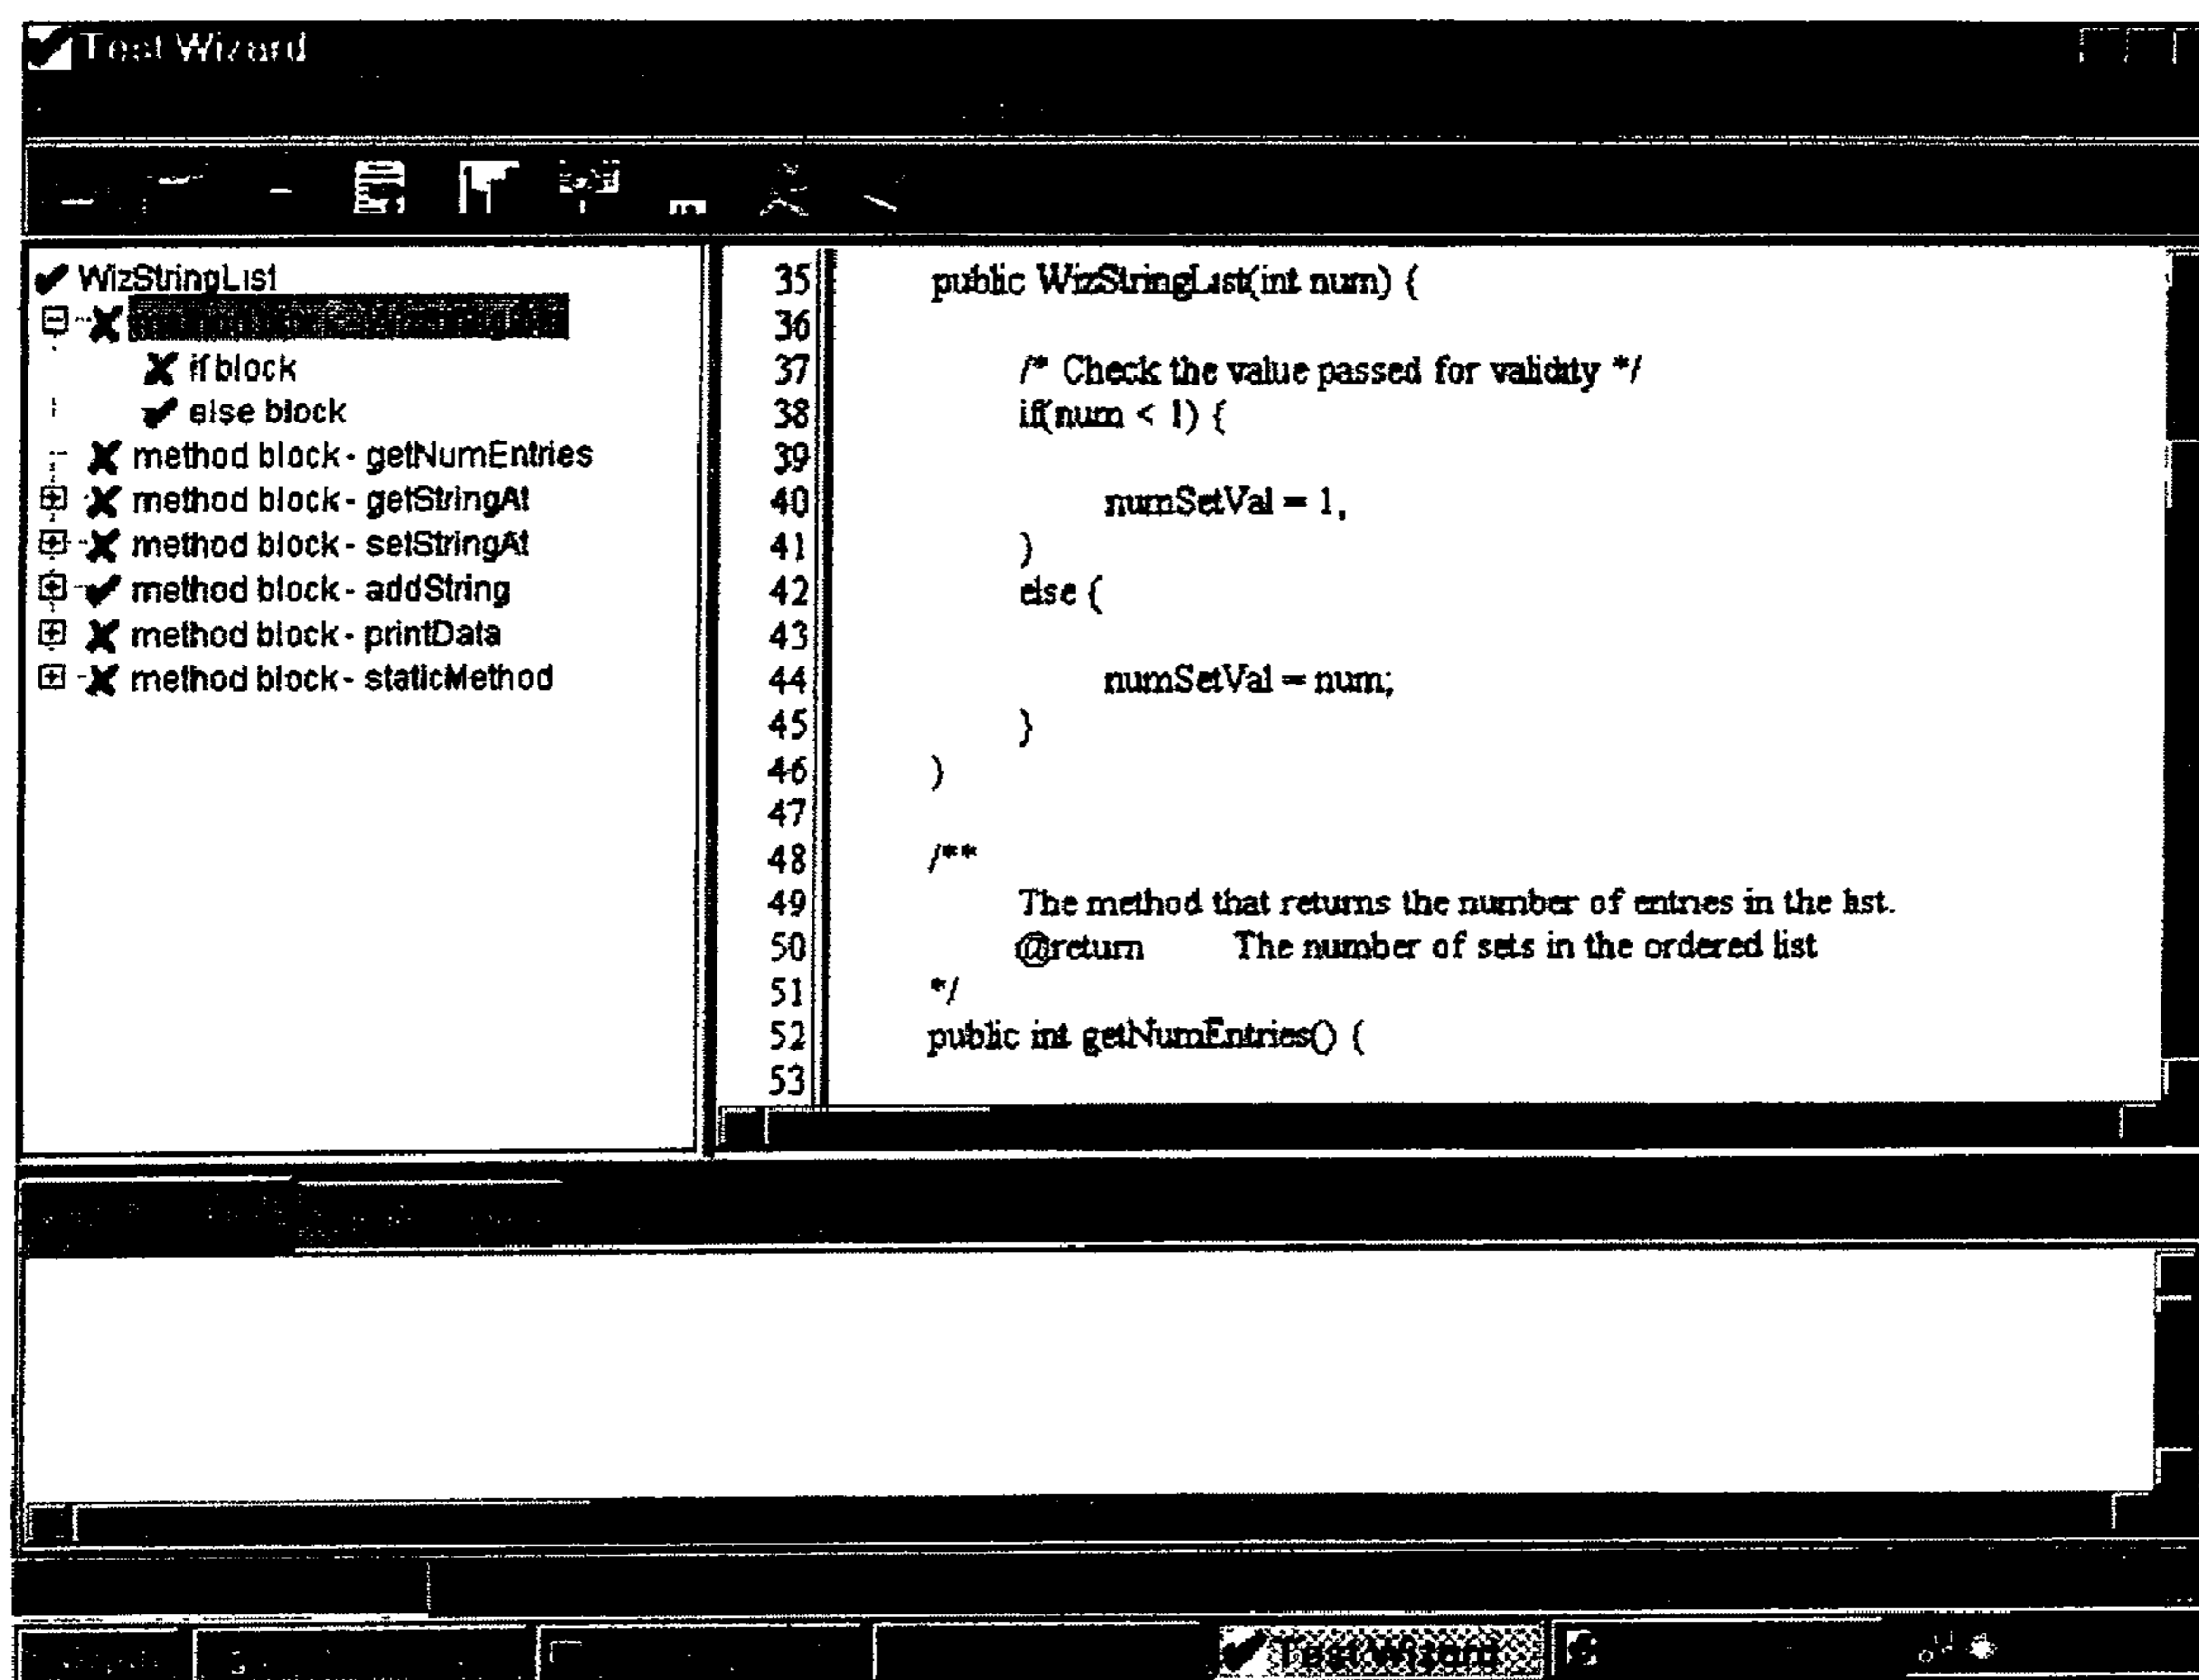 Test Wizard
WizStringList
if block
else block
method block - getNumEntries
method block - getStringAt
method block - setStringAt
method block - addString
method block - printData
method block - staticMethod
35 public WizStringList(int num) {
36
37 /* Check the value passed for validity */
38 if(num < 1) {
39
40 numSetVal = 1;
41 }
42 else {
43
44 numSetVal = num;
45 }
46 }
47
48 /**
49 The method that returns the number of entries in the list.
50 @return The number of sets in the ordered list
51 */
52 public int getNumEntries() {
53
Test Wizard